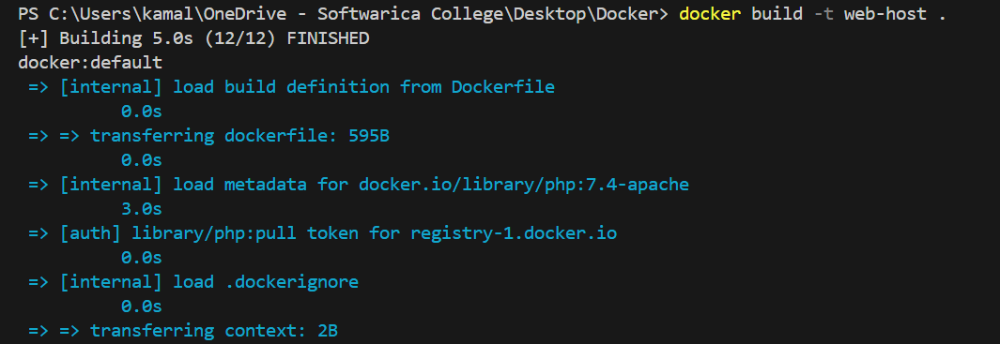 PS C:\Users\kamal\OneDrive - Softwarica College\Desktop\Docker> docker build -t web-host .
[+] Building 5.0s (12/12) FINISHED
docker:default
=> [internal] load build definition from Dockerfile
0.0s
=> => transferring dockerfile: 595B
0.0s
=> [internal] load metadata for docker.io/library/php:7.4-apache
3.0s
=> [auth] library/php:pull token for registry-1.docker.io
0.0s
=> [internal] load .dockerignore
0.0s
=> => transferring context: 2B